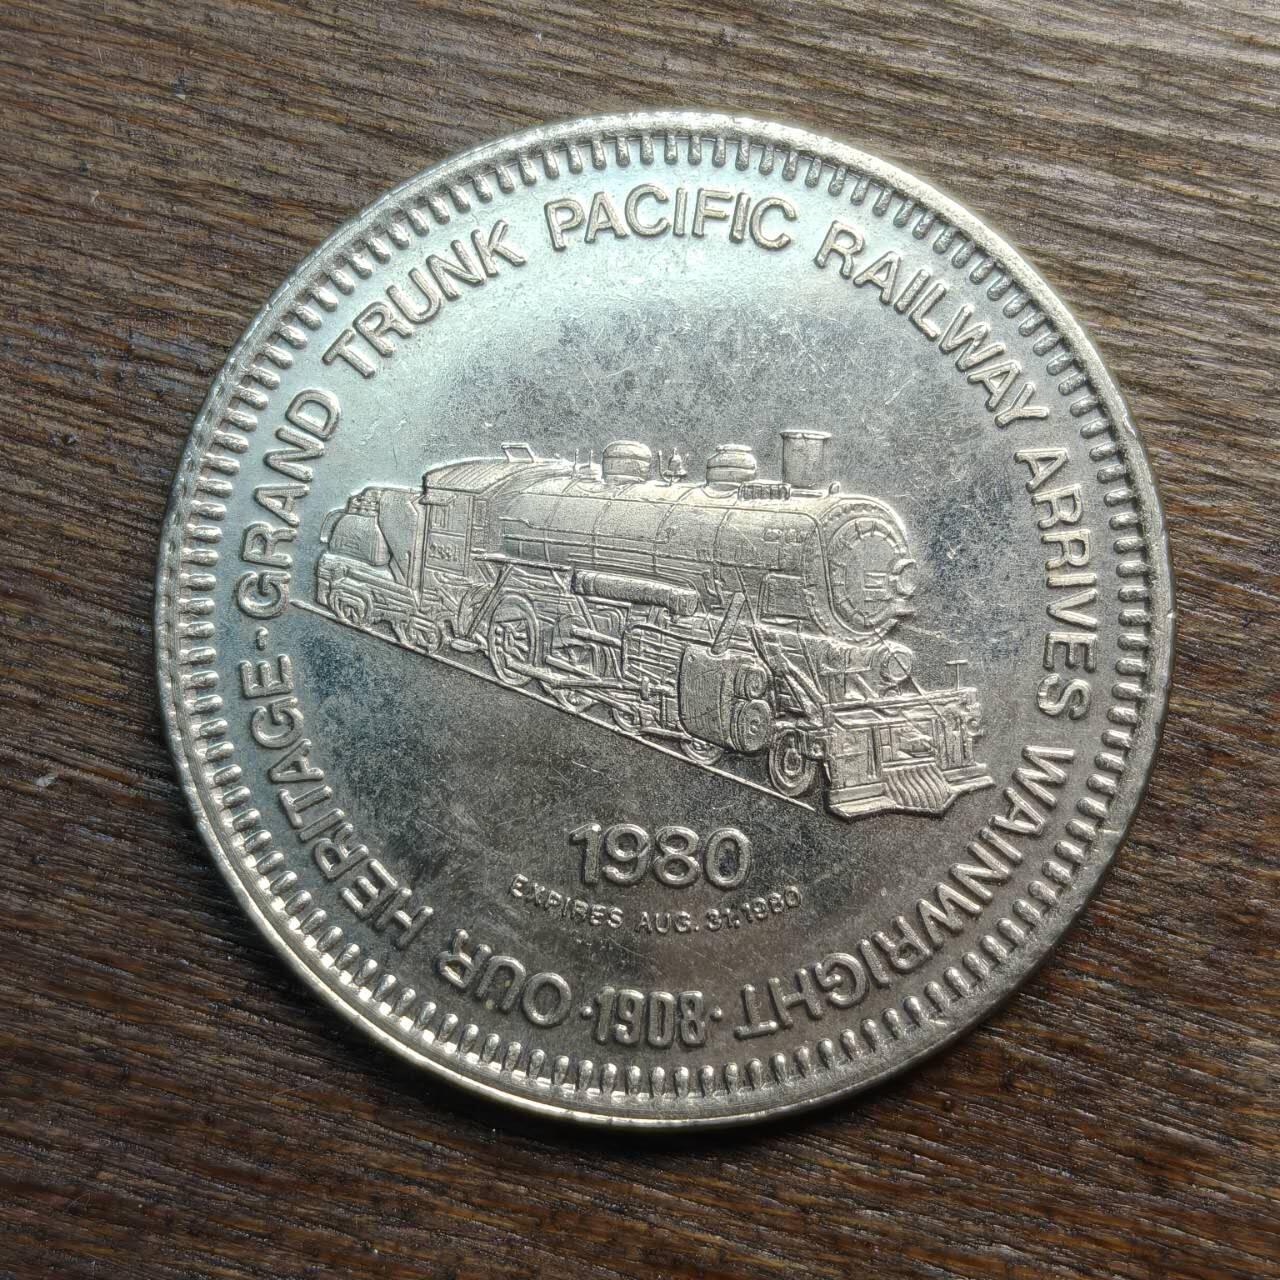 OUR HERITAGE-GRAND TRUNK PACIFIC RAILWAY ARRIVES WAINWRIGHT · 1908 ·
1980
EXPIRES AUG. 31, 1980